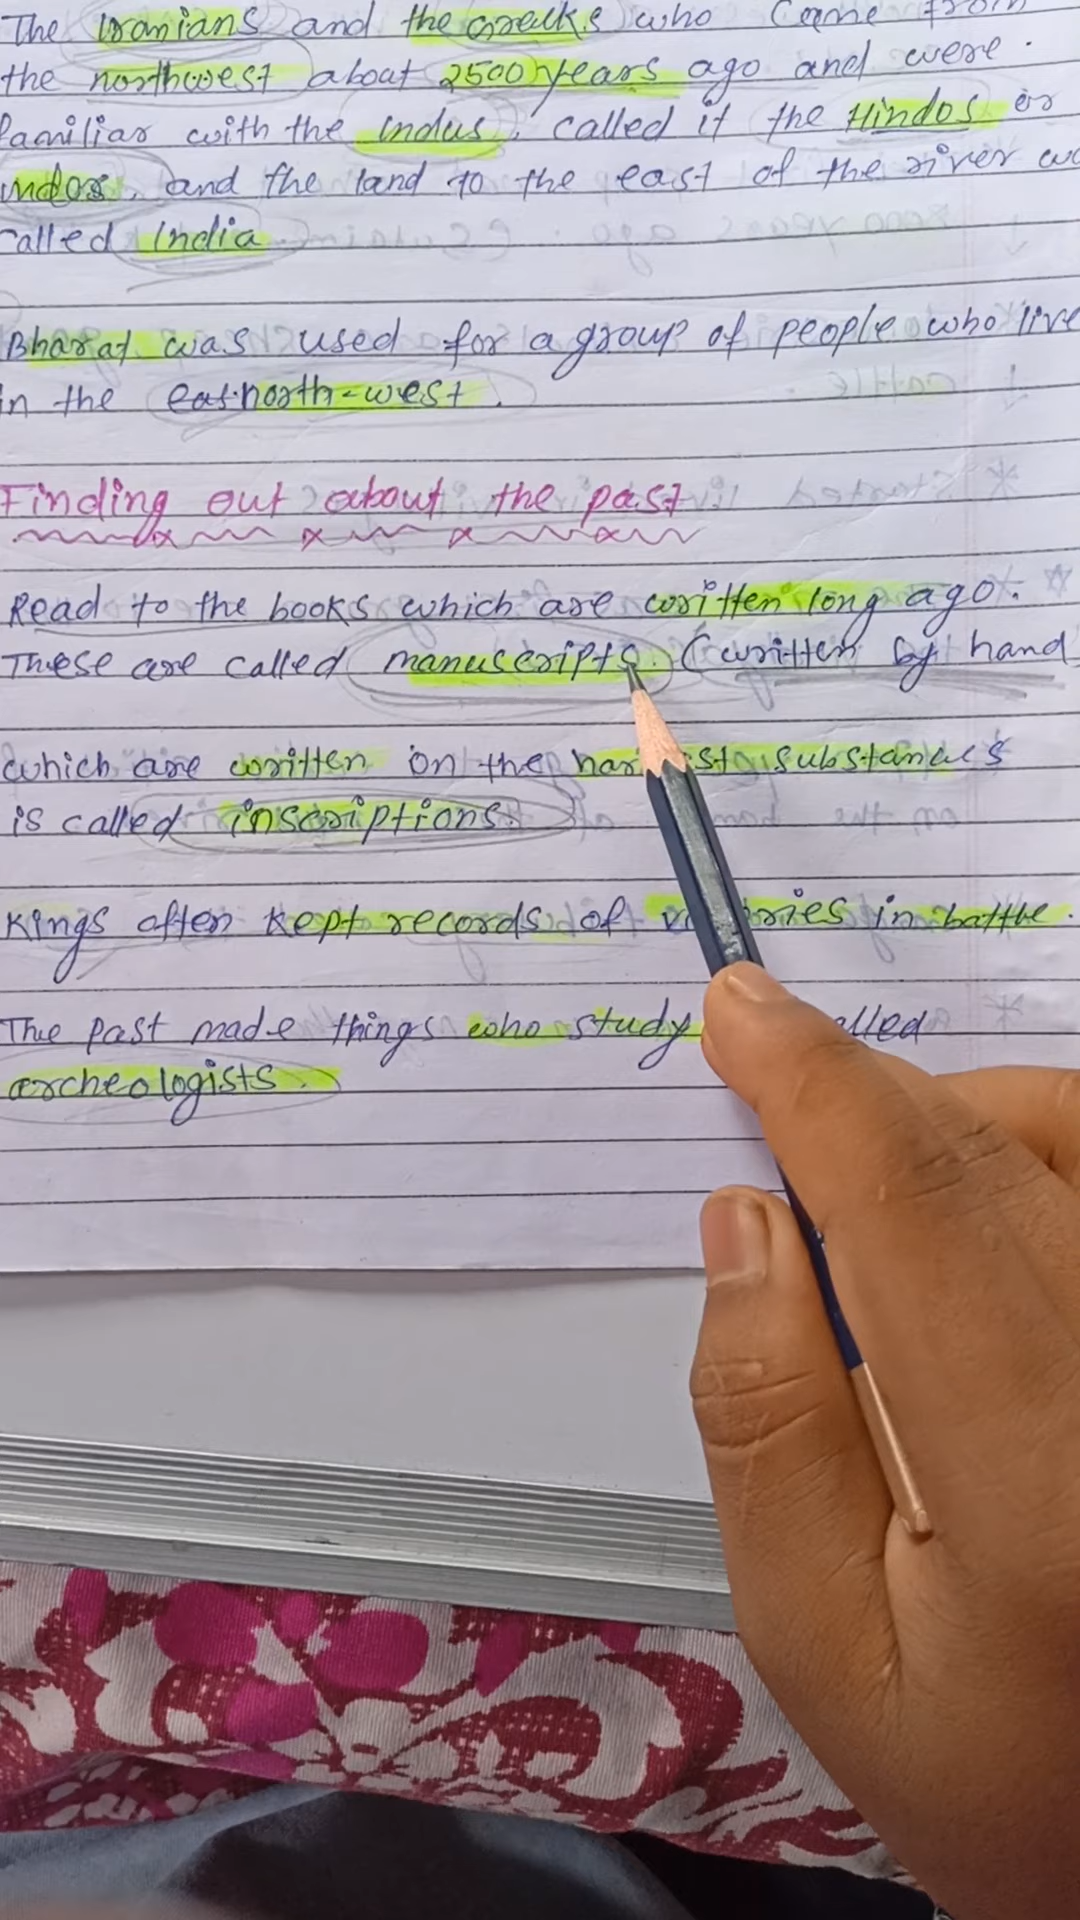 The Iranians and the Greeks who came from
the northwest about 2500 years ago and were.
familiar with the indus, called it the Hindos or
indos, and the land to the east of the river
called India
Bharat was used for a group of people who live
in the north-west.
Finding out about the past
Read to the books which are written long ago.
These are called manuscripts. (written by hand
which are written on the substances
is called inscriptions.
Kings often kept records of in battle.
The past made things who study
archeologists.